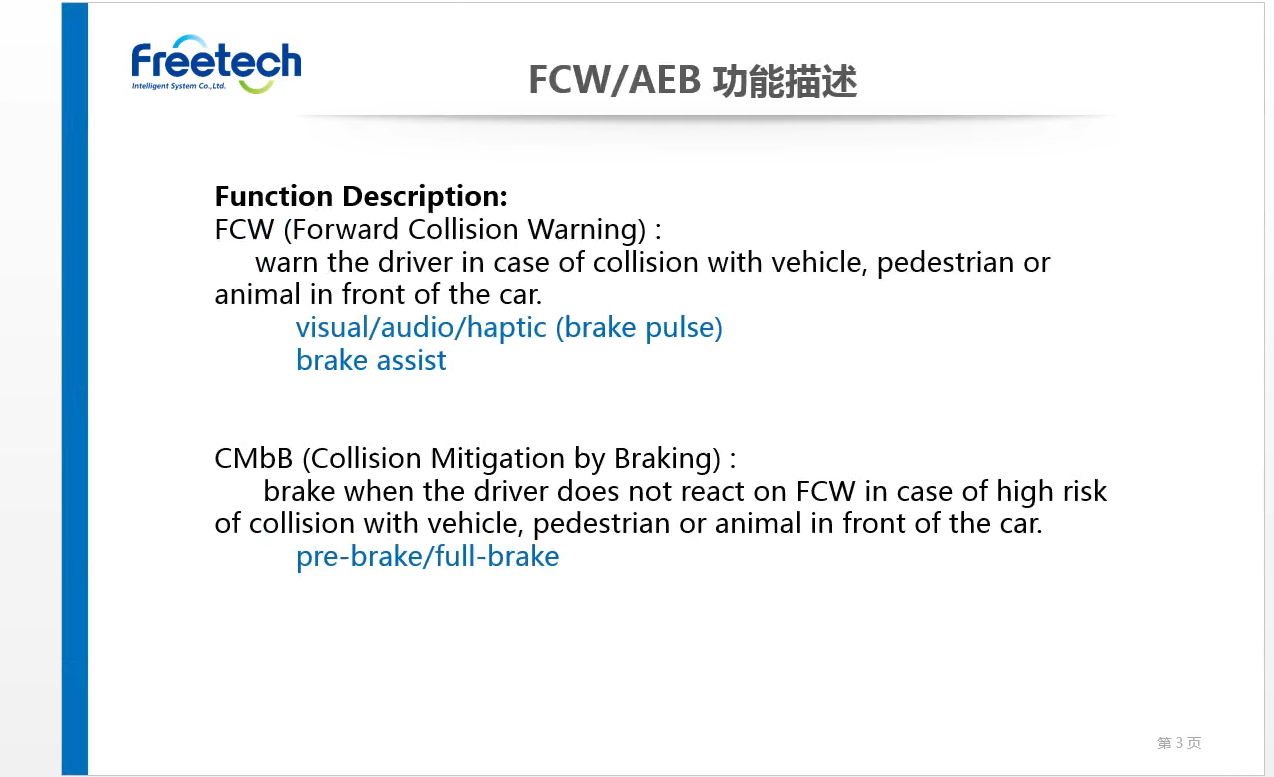 Freetech
Intelligent System Co.,Ltd.
FCW/AEB 功能描述
Function Description:
FCW (Forward Collision Warning) :
warn the driver in case of collision with vehicle, pedestrian or
animal in front of the car.
visual/audio/haptic (brake pulse)
brake assist
CMbB (Collision Mitigation by Braking) :
brake when the driver does not react on FCW in case of high risk
of collision with vehicle, pedestrian or animal in front of the car.
pre-brake/full-brake
第 3 页